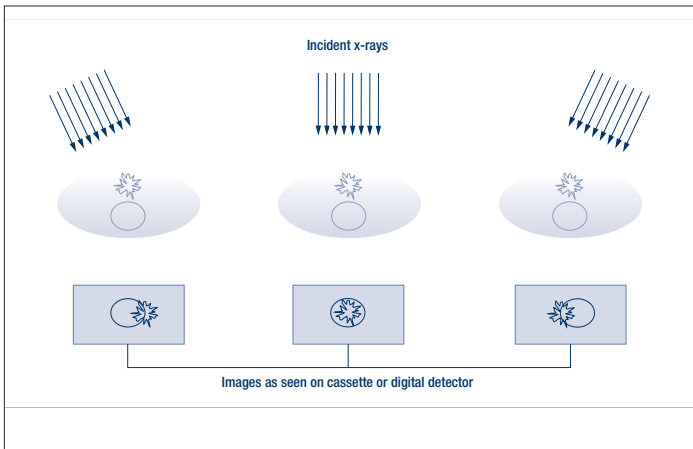 Incident x-rays
Images as seen on cassette or digital detector